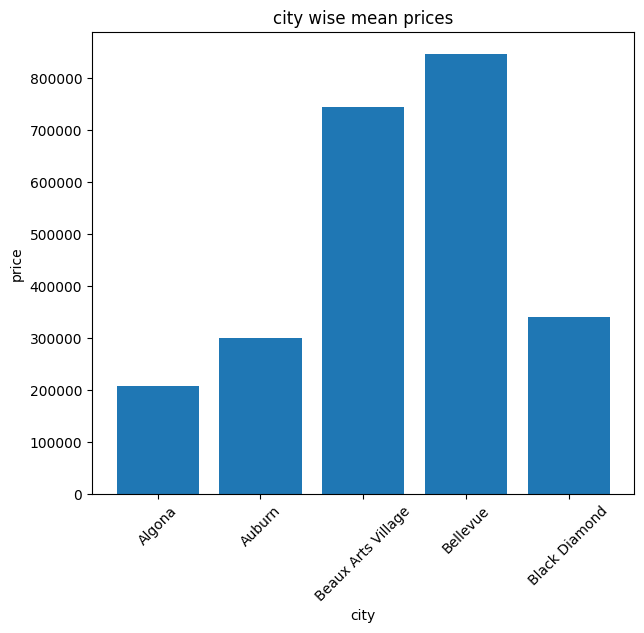 city wise mean prices
price
800000
700000
600000
500000
400000
300000
200000
100000
0
Algona
Auburn
Beaux Arts Village
Bellevue
Black Diamond
city